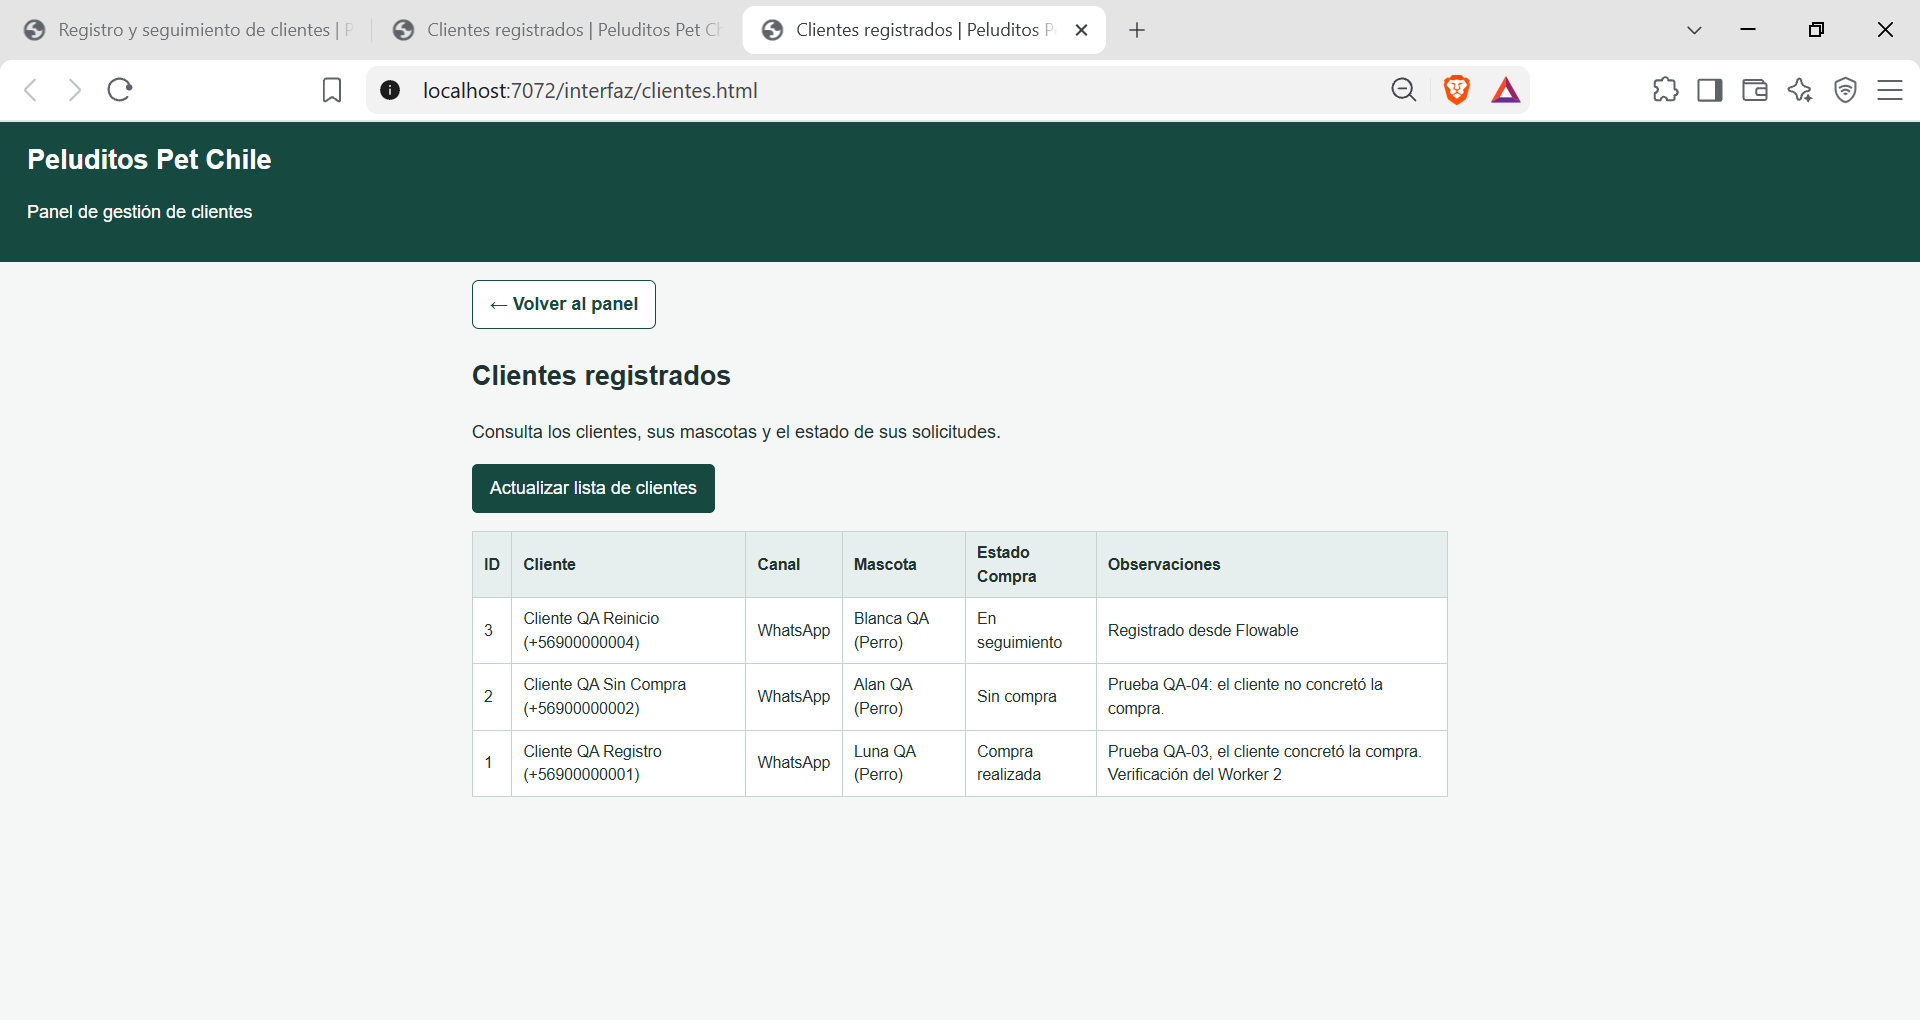 Registro y seguimiento de clientes | P
Clientes registrados | Peluditos Pet Ch
Clientes registrados | Peluditos P
localhost:7072/interfaz/clientes.html
Peluditos Pet Chile
Panel de gestión de clientes
← Volver al panel
Clientes registrados
Consulta los clientes, sus mascotas y el estado de sus solicitudes.
Actualizar lista de clientes
ID
Cliente
Canal
Mascota
Estado
Compra
Observaciones
3
Cliente QA Reinicio
(+56900000004)
WhatsApp
Blanca QA
(Perro)
En
seguimiento
Registrado desde Flowable
2
Cliente QA Sin Compra
(+56900000002)
WhatsApp
Alan QA
(Perro)
Sin compra
Prueba QA-04: el cliente no concretó la
compra.
1
Cliente QA Registro
(+56900000001)
WhatsApp
Luna QA
(Perro)
Compra
realizada
Prueba QA-03, el cliente concretó la compra.
Verificación del Worker 2